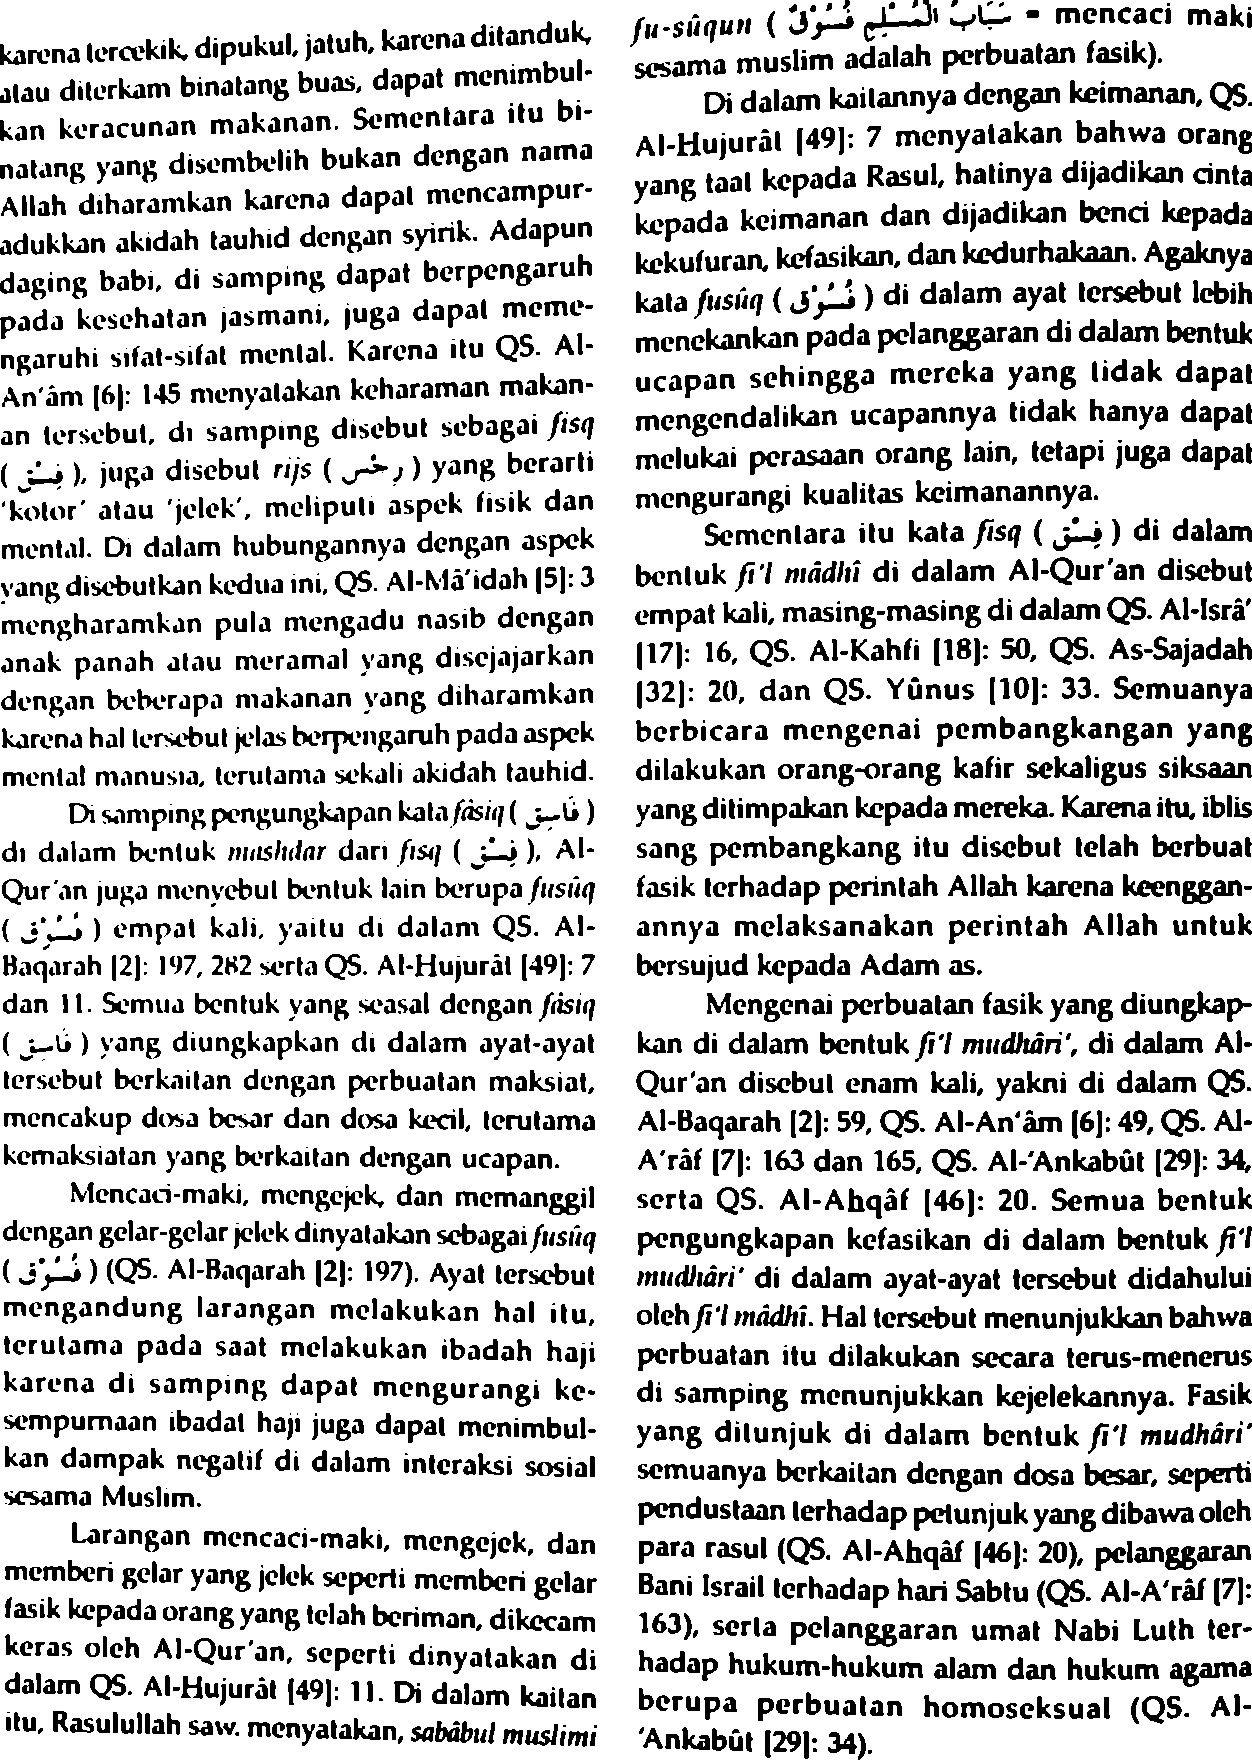 karena tercekik, dipukul, jatuh, karena ditanduk,
atau diterkam binatang buas, dapat menimbul-
kan keracunan makanan. Sementara itu bi-
natang yang disembelih bukan dengan nama
Allah diharamkan karena dapat mencampur-
adukkan akidah tauhid dengan syirik. Adapun
daging babi, di samping dapat berpengaruh
pada kesehatan jasmani, juga dapat meme-
ngaruhi sifat-sifat mental. Karena itu QS. Al-
An'âm [6]: 145 menyatakan keharaman makan-
an tersebut, di samping disebut sebagai fisq
( فِسْق ), juga disebut rijs ( رِجْس ) yang berarti
'kotor' atau 'jelek', meliputi aspek fisik dan
mental. Di dalam hubungannya dengan aspek
yang disebutkan kedua ini, QS. Al-Mâ'idah [5]: 3
mengharamkan pula mengadu nasib dengan
anak panah atau meramal yang disejajarkan
dengan beberapa makanan yang diharamkan
karena hal tersebut jelas berpengaruh pada aspek
mental manusia, terutama sekali akidah tauhid.
Di samping pengungkapan kata fâsiq ( فَاسِق )
di dalam bentuk mashdar dari fisq ( فِسْق ), Al-
Qur'an juga menyebut bentuk lain berupa fusûq
( فُسُوْق ) empat kali, yaitu di dalam QS. Al-
Baqarah [2]: 197, 282 serta QS. Al-Hujurât [49]: 7
dan 11. Semua bentuk yang seasal dengan fâsiq
( فَاسِق ) yang diungkapkan di dalam ayat-ayat
tersebut berkaitan dengan perbuatan maksiat,
mencakup dosa besar dan dosa kecil, terutama
kemaksiatan yang berkaitan dengan ucapan.
Mencaci-maki, mengejek, dan memanggil
dengan gelar-gelar jelek dinyatakan sebagai fusûq
( فُسُوْق ) (QS. Al-Baqarah [2]: 197). Ayat tersebut
mengandung larangan melakukan hal itu,
terutama pada saat melakukan ibadah haji
karena di samping dapat mengurangi ke-
sempurnaan ibadat haji juga dapat menimbul-
kan dampak negatif di dalam interaksi sosial
sesama Muslim.
Larangan mencaci-maki, mengejek, dan
memberi gelar yang jelek seperti memberi gelar
fasik kepada orang yang telah beriman, dikecam
keras oleh Al-Qur'an, seperti dinyatakan di
dalam QS. Al-Hujurât [49]: 11. Di dalam kaitan
itu, Rasulullah saw. menyatakan, sabâbul muslimi
fu-sûqun ( سَبَابُ الْمُسْلِمِ فُسُوْقٌ = mencaci maki
sesama muslim adalah perbuatan fasik).
Di dalam kaitannya dengan keimanan, QS.
Al-Hujurât [49]: 7 menyatakan bahwa orang
yang taat kepada Rasul, hatinya dijadikan cinta
kepada keimanan dan dijadikan benci kepada
kekufuran, kefasikan, dan kedurhakaan. Agaknya
kata fusûq ( فُسُوْق ) di dalam ayat tersebut lebih
menekankan pada pelanggaran di dalam bentuk
ucapan sehingga mereka yang tidak dapat
mengendalikan ucapannya tidak hanya dapat
melukai perasaan orang lain, tetapi juga dapat
mengurangi kualitas keimanannya.
Sementara itu kata fisq ( فِسْق ) di dalam
bentuk fi'l mâdhî di dalam Al-Qur'an disebut
empat kali, masing-masing di dalam QS. Al-Isrâ'
[17]: 16, QS. Al-Kahfi [18]: 50, QS. As-Sajadah
[32]: 20, dan QS. Yûnus [10]: 33. Semuanya
berbicara mengenai pembangkangan yang
dilakukan orang-orang kafir sekaligus siksaan
yang ditimpakan kepada mereka. Karena itu, iblis
sang pembangkang itu disebut telah berbuat
fasik terhadap perintah Allah karena keenggan-
annya melaksanakan perintah Allah untuk
bersujud kepada Adam as.
Mengenai perbuatan fasik yang diungkap-
kan di dalam bentuk fi'l mudhâri', di dalam Al-
Qur'an disebut enam kali, yakni di dalam QS.
Al-Baqarah [2]: 59, QS. Al-An'âm [6]: 49, QS. Al-
A'râf [7]: 163 dan 165, QS. Al-'Ankabût [29]: 34,
serta QS. Al-Ahqâf [46]: 20. Semua bentuk
pengungkapan kefasikan di dalam bentuk fi'l
mudhâri' di dalam ayat-ayat tersebut didahului
oleh fi'l mâdhî. Hal tersebut menunjukkan bahwa
perbuatan itu dilakukan secara terus-menerus
di samping menunjukkan kejelekannya. Fasik
yang ditunjuk di dalam bentuk fi'l mudhâri'
semuanya berkaitan dengan dosa besar, seperti
pendustaan terhadap petunjuk yang dibawa oleh
para rasul (QS. Al-Ahqâf [46]: 20), pelanggaran
Bani Israil terhadap hari Sabtu (QS. Al-A'râf [7]:
163), serta pelanggaran umat Nabi Luth ter-
hadap hukum-hukum alam dan hukum agama
berupa perbuatan homoseksual (QS. Al-
'Ankabût [29]: 34).